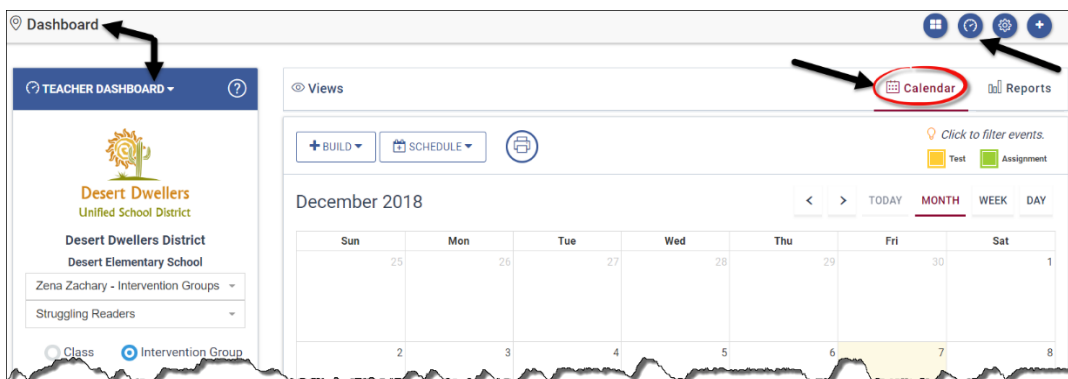 Dashboard
TEACHER DASHBOARD
?
Views
Calendar
Reports
Desert Dwellers
Unified School District
Desert Dwellers District
Desert Elementary School
Zena Zachary - Intervention Groups
Struggling Readers
Class Intervention Group
+ BUILD SCHEDULE
Click to filter events.
Test Assignment
December 2018
< > TODAY MONTH WEEK DAY
Sun Mon Tue Wed Thu Fri Sat
25 26 27 28 29 30 1
2 3 4 5 6 7 8